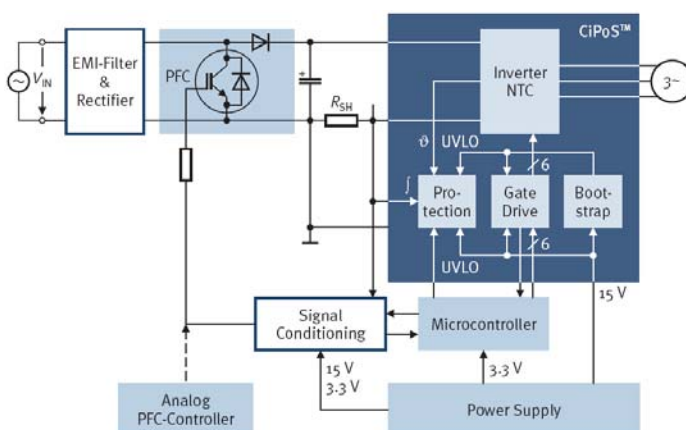 CiPoS™
EMI-Filter
&
Rectifier
V_IN
PFC
+
R_SH
Inverter
NTC
3~
ϑ
UVLO
6
∫
Pro-
tection
Gate
Drive
Boot-
strap
6
UVLO
15 V
Signal
Conditioning
Microcontroller
15 V
3.3 V
3.3 V
Analog
PFC-Controller
Power Supply